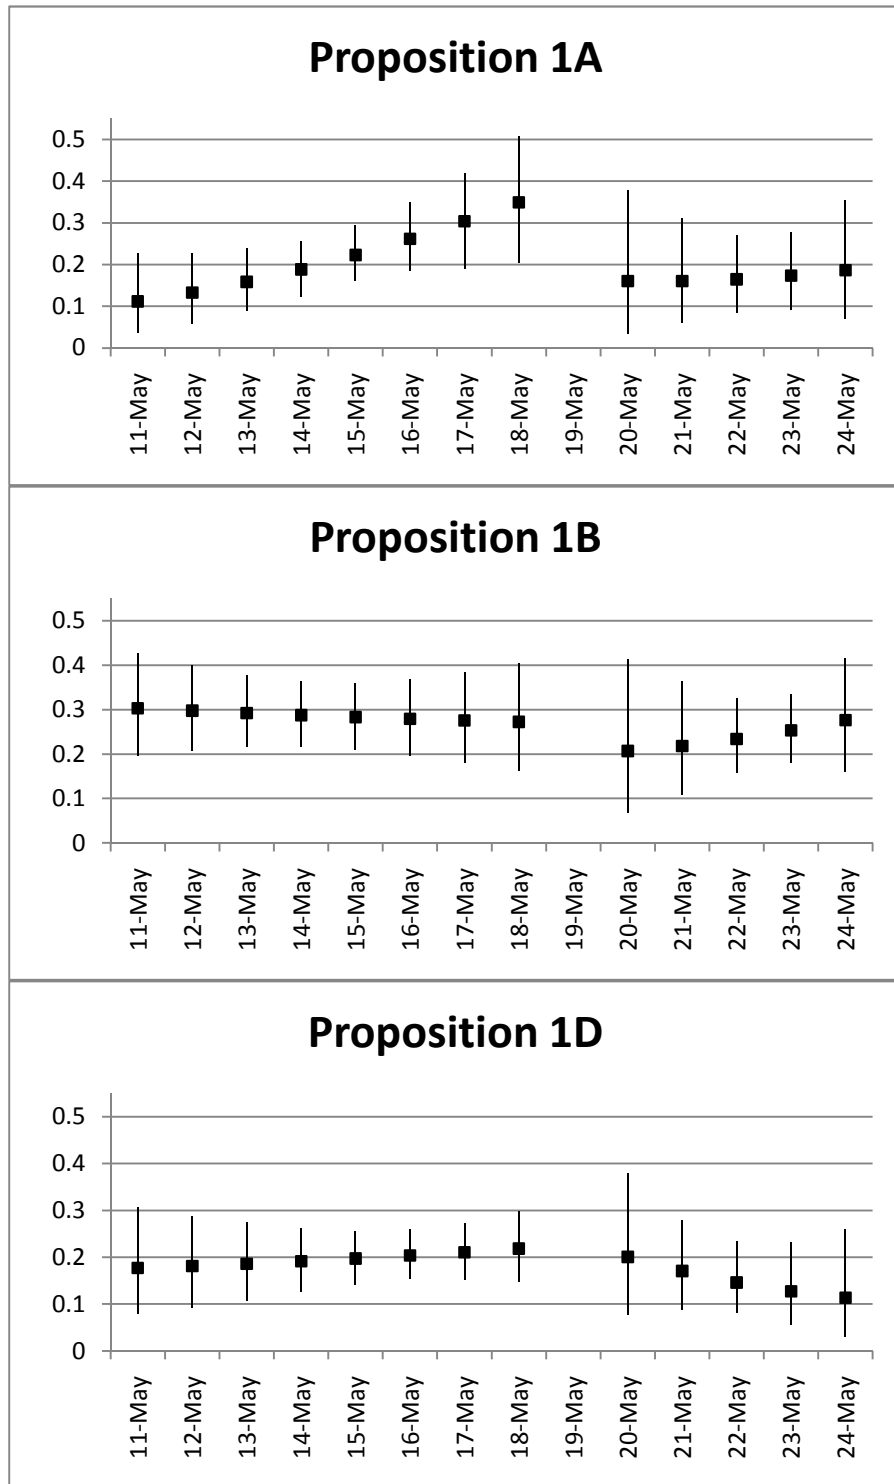 Proposition 1A
0.5
0.4
0.3
0.2
0.1
0
11-May
12-May
13-May
14-May
15-May
16-May
17-May
18-May
19-May
20-May
21-May
22-May
23-May
24-May
Proposition 1B
0.5
0.4
0.3
0.2
0.1
0
11-May
12-May
13-May
14-May
15-May
16-May
17-May
18-May
19-May
20-May
21-May
22-May
23-May
24-May
Proposition 1D
0.5
0.4
0.3
0.2
0.1
0
11-May
12-May
13-May
14-May
15-May
16-May
17-May
18-May
19-May
20-May
21-May
22-May
23-May
24-May